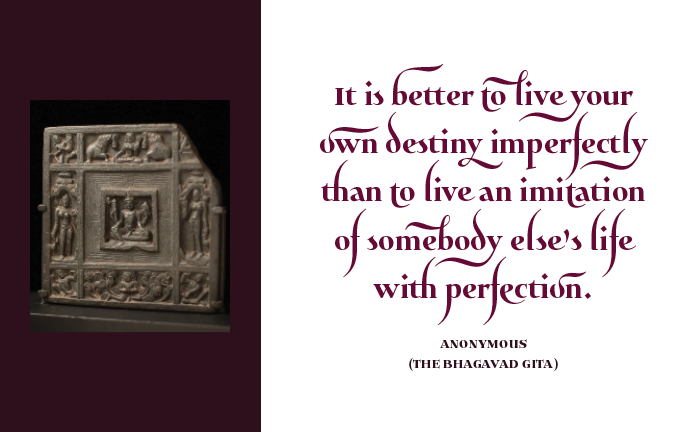 It is better to live your
own destiny imperfectly
than to live an imitation
of somebody else's life
with perfection.
ANONYMOUS
(THE BHAGAVAD GITA)